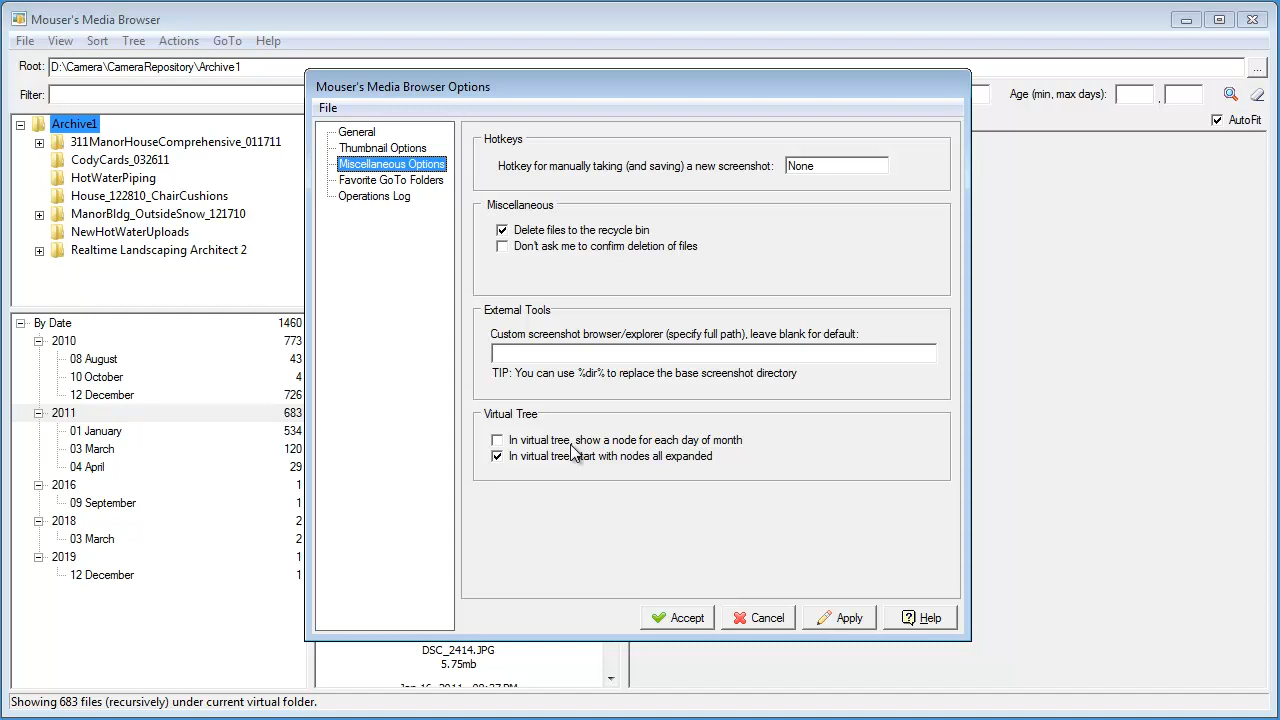 Mouser's Media Browser
File View Sort Tree Actions GoTo Help
Root: D:\Camera\CameraRepository\Archive1 ...
Filter: Age (min, max days): ,
AutoFit
Archive1
311ManorHouseComprehensive_011711
CodyCards_032611
HotWaterPiping
House_122810_ChairCushions
ManorBldg_OutsideSnow_121710
NewHotWaterUploads
Realtime Landscaping Architect 2
By Date 1460
2010 773
08 August 43
10 October 4
12 December 726
2011 683
01 January 534
03 March 120
04 April 29
2016 1
09 September 1
2018 2
03 March 2
2019 1
12 December 1
Mouser's Media Browser Options
File
General
Thumbnail Options
Miscellaneous Options
Favorite GoTo Folders
Operations Log
Hotkeys
Hotkey for manually taking (and saving) a new screenshot: None
Miscellaneous
Delete files to the recycle bin
Don't ask me to confirm deletion of files
External Tools
Custom screenshot browser/explorer (specify full path), leave blank for default:
TIP: You can use %dir% to replace the base screenshot directory
Virtual Tree
In virtual tree, show a node for each day of month
In virtual tree, start with nodes all expanded
Accept Cancel Apply Help
DSC_2414.JPG
5.75mb
Jan 16, 2011 - 08:27PM
Showing 683 files (recursively) under current virtual folder.